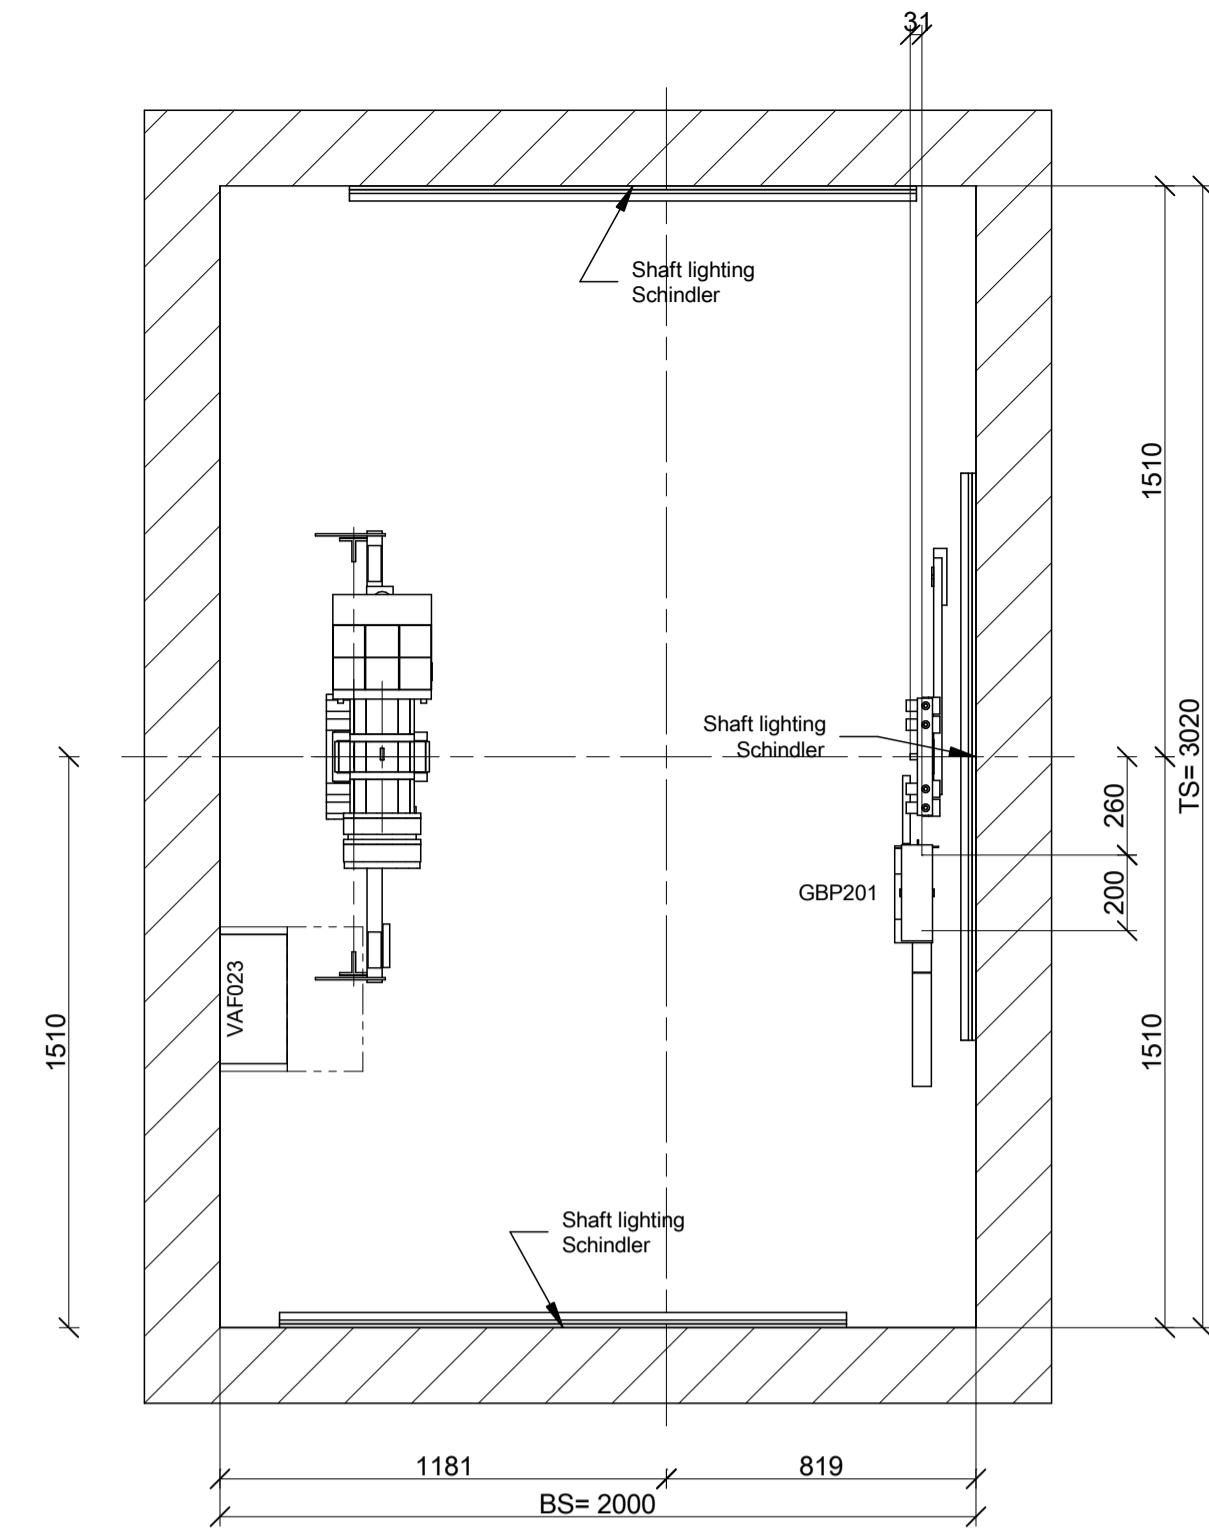 31
Shaft lighting
Schindler
1510
Shaft lighting
Schindler
TS= 3020
260
GBP201
200
VAF023
1510
1510
Shaft lighting
Schindler
1181
819
BS= 2000